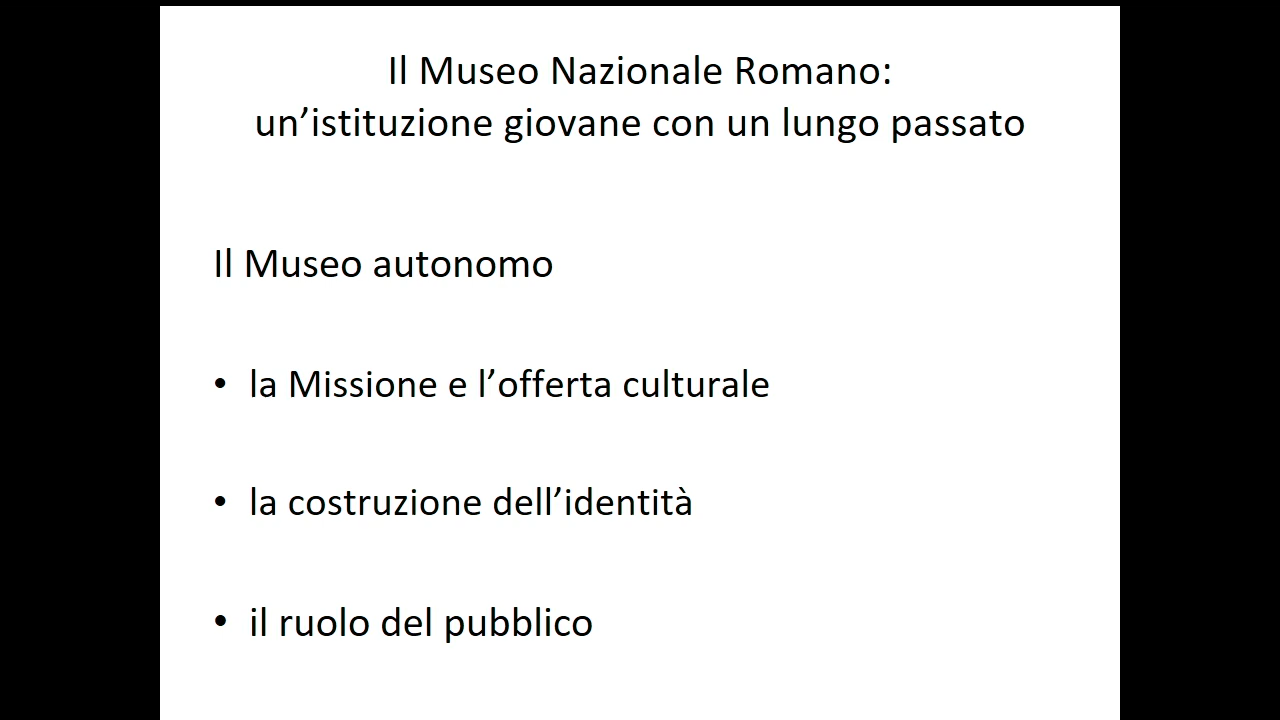 Il Museo Nazionale Romano:
un’istituzione giovane con un lungo passato
Il Museo autonomo
• la Missione e l’offerta culturale
• la costruzione dell’identità
• il ruolo del pubblico